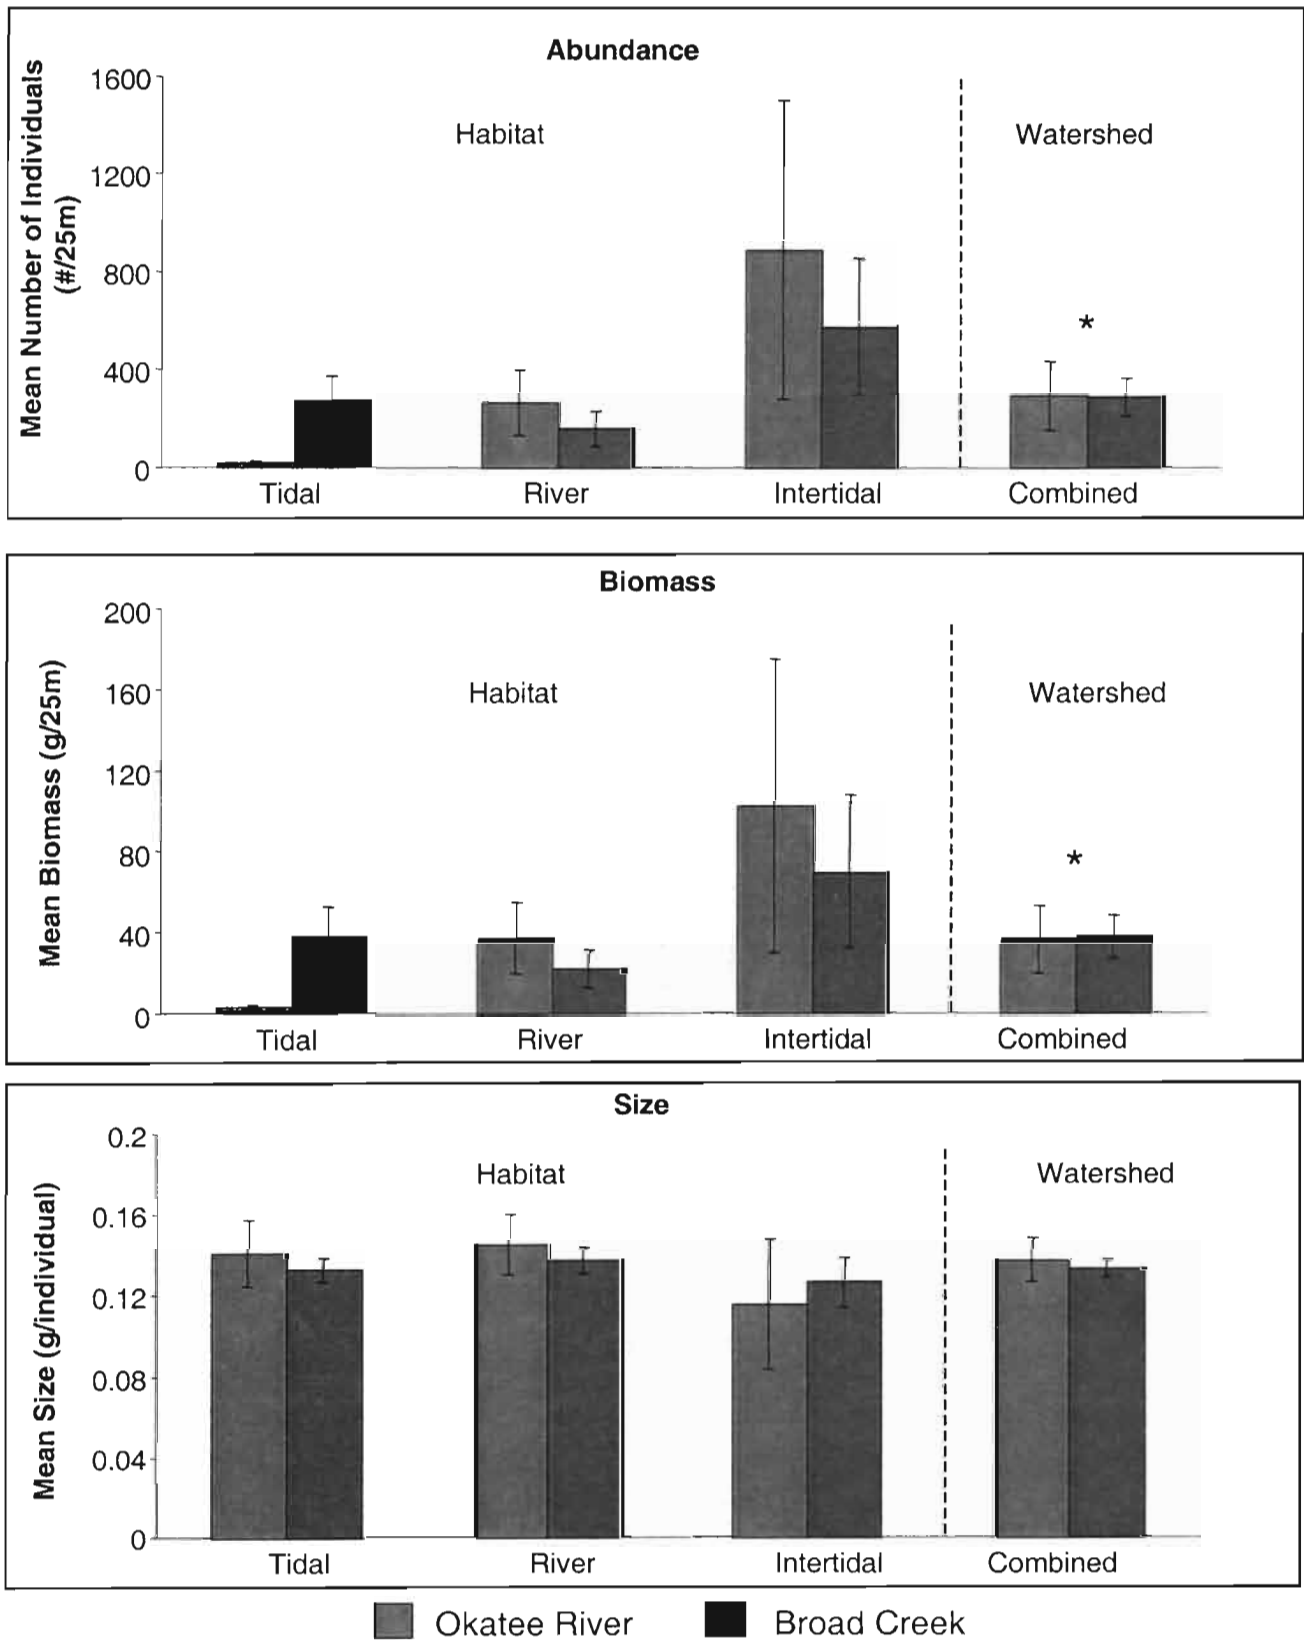 Abundance
Mean Number of Individuals
(#/25m)
1600
1200
800
400
0
Habitat
Watershed
*
Tidal
River
Intertidal
Combined
Biomass
Mean Biomass (g/25m)
200
160
120
80
40
0
Habitat
Watershed
*
Tidal
River
Intertidal
Combined
Size
Mean Size (g/individual)
0.2
0.16
0.12
0.08
0.04
0
Habitat
Watershed
Tidal
River
Intertidal
Combined
Okatee River
Broad Creek